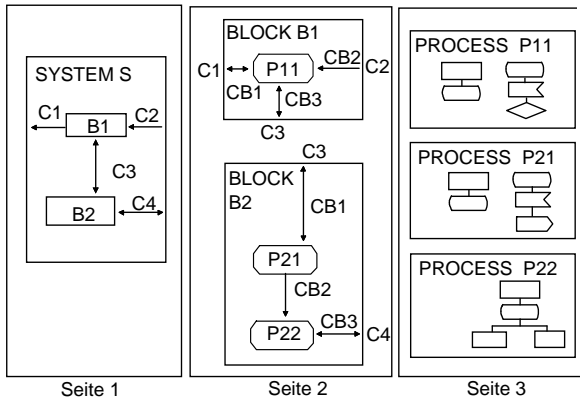 SYSTEM S
C1
C2
B1
C3
B2
C4
Seite 1
BLOCK B1
P11
CB2
C1
C2
CB1
CB3
C3
C3
BLOCK
B2
CB1
P21
CB2
P22
CB3
C4
Seite 2
PROCESS P11
PROCESS P21
PROCESS P22
Seite 3